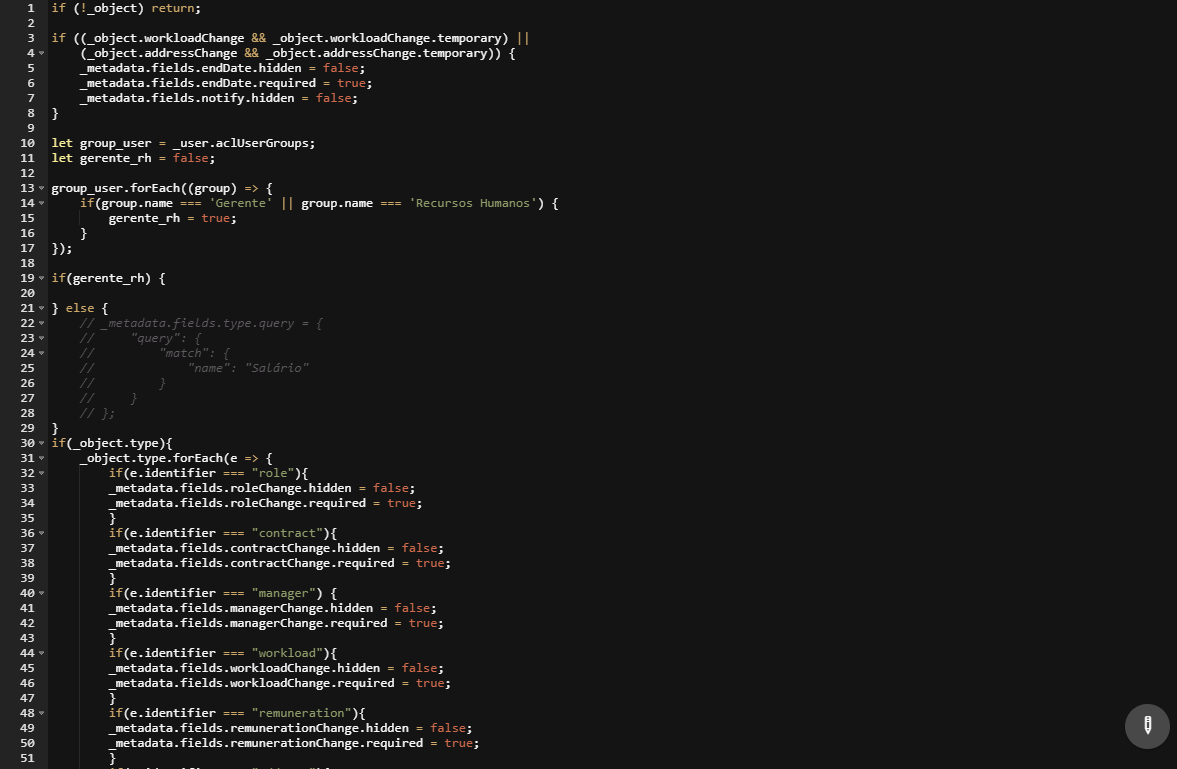 1 if (!_object) return;
2
3 if ((_object.workloadChange && _object.workloadChange.temporary) ||
4     (_object.addressChange && _object.addressChange.temporary)) {
5     _metadata.fields.endDate.hidden = false;
6     _metadata.fields.endDate.required = true;
7     _metadata.fields.notify.hidden = false;
8 }
9
10 let group_user = _user.aclUserGroups;
11 let gerente_rh = false;
12
13 group_user.forEach((group) => {
14     if(group.name === 'Gerente' || group.name === 'Recursos Humanos') {
15         gerente_rh = true;
16     }
17 });
18
19 if(gerente_rh) {
20
21 } else {
22     // _metadata.fields.type.query = {
23     //     "query": {
24     //         "match": {
25     //             "name": "Salário"
26     //         }
27     //     }
28     // };
29 }
30 if(_object.type){
31     _object.type.forEach(e => {
32         if(e.identifier === "role"){
33         _metadata.fields.roleChange.hidden = false;
34         _metadata.fields.roleChange.required = true;
35         }
36         if(e.identifier === "contract"){
37         _metadata.fields.contractChange.hidden = false;
38         _metadata.fields.contractChange.required = true;
39         }
40         if(e.identifier === "manager") {
41         _metadata.fields.managerChange.hidden = false;
42         _metadata.fields.managerChange.required = true;
43         }
44         if(e.identifier === "workload"){
45         _metadata.fields.workloadChange.hidden = false;
46         _metadata.fields.workloadChange.required = true;
47         }
48         if(e.identifier === "remuneration"){
49         _metadata.fields.remunerationChange.hidden = false;
50         _metadata.fields.remunerationChange.required = true;
51         }